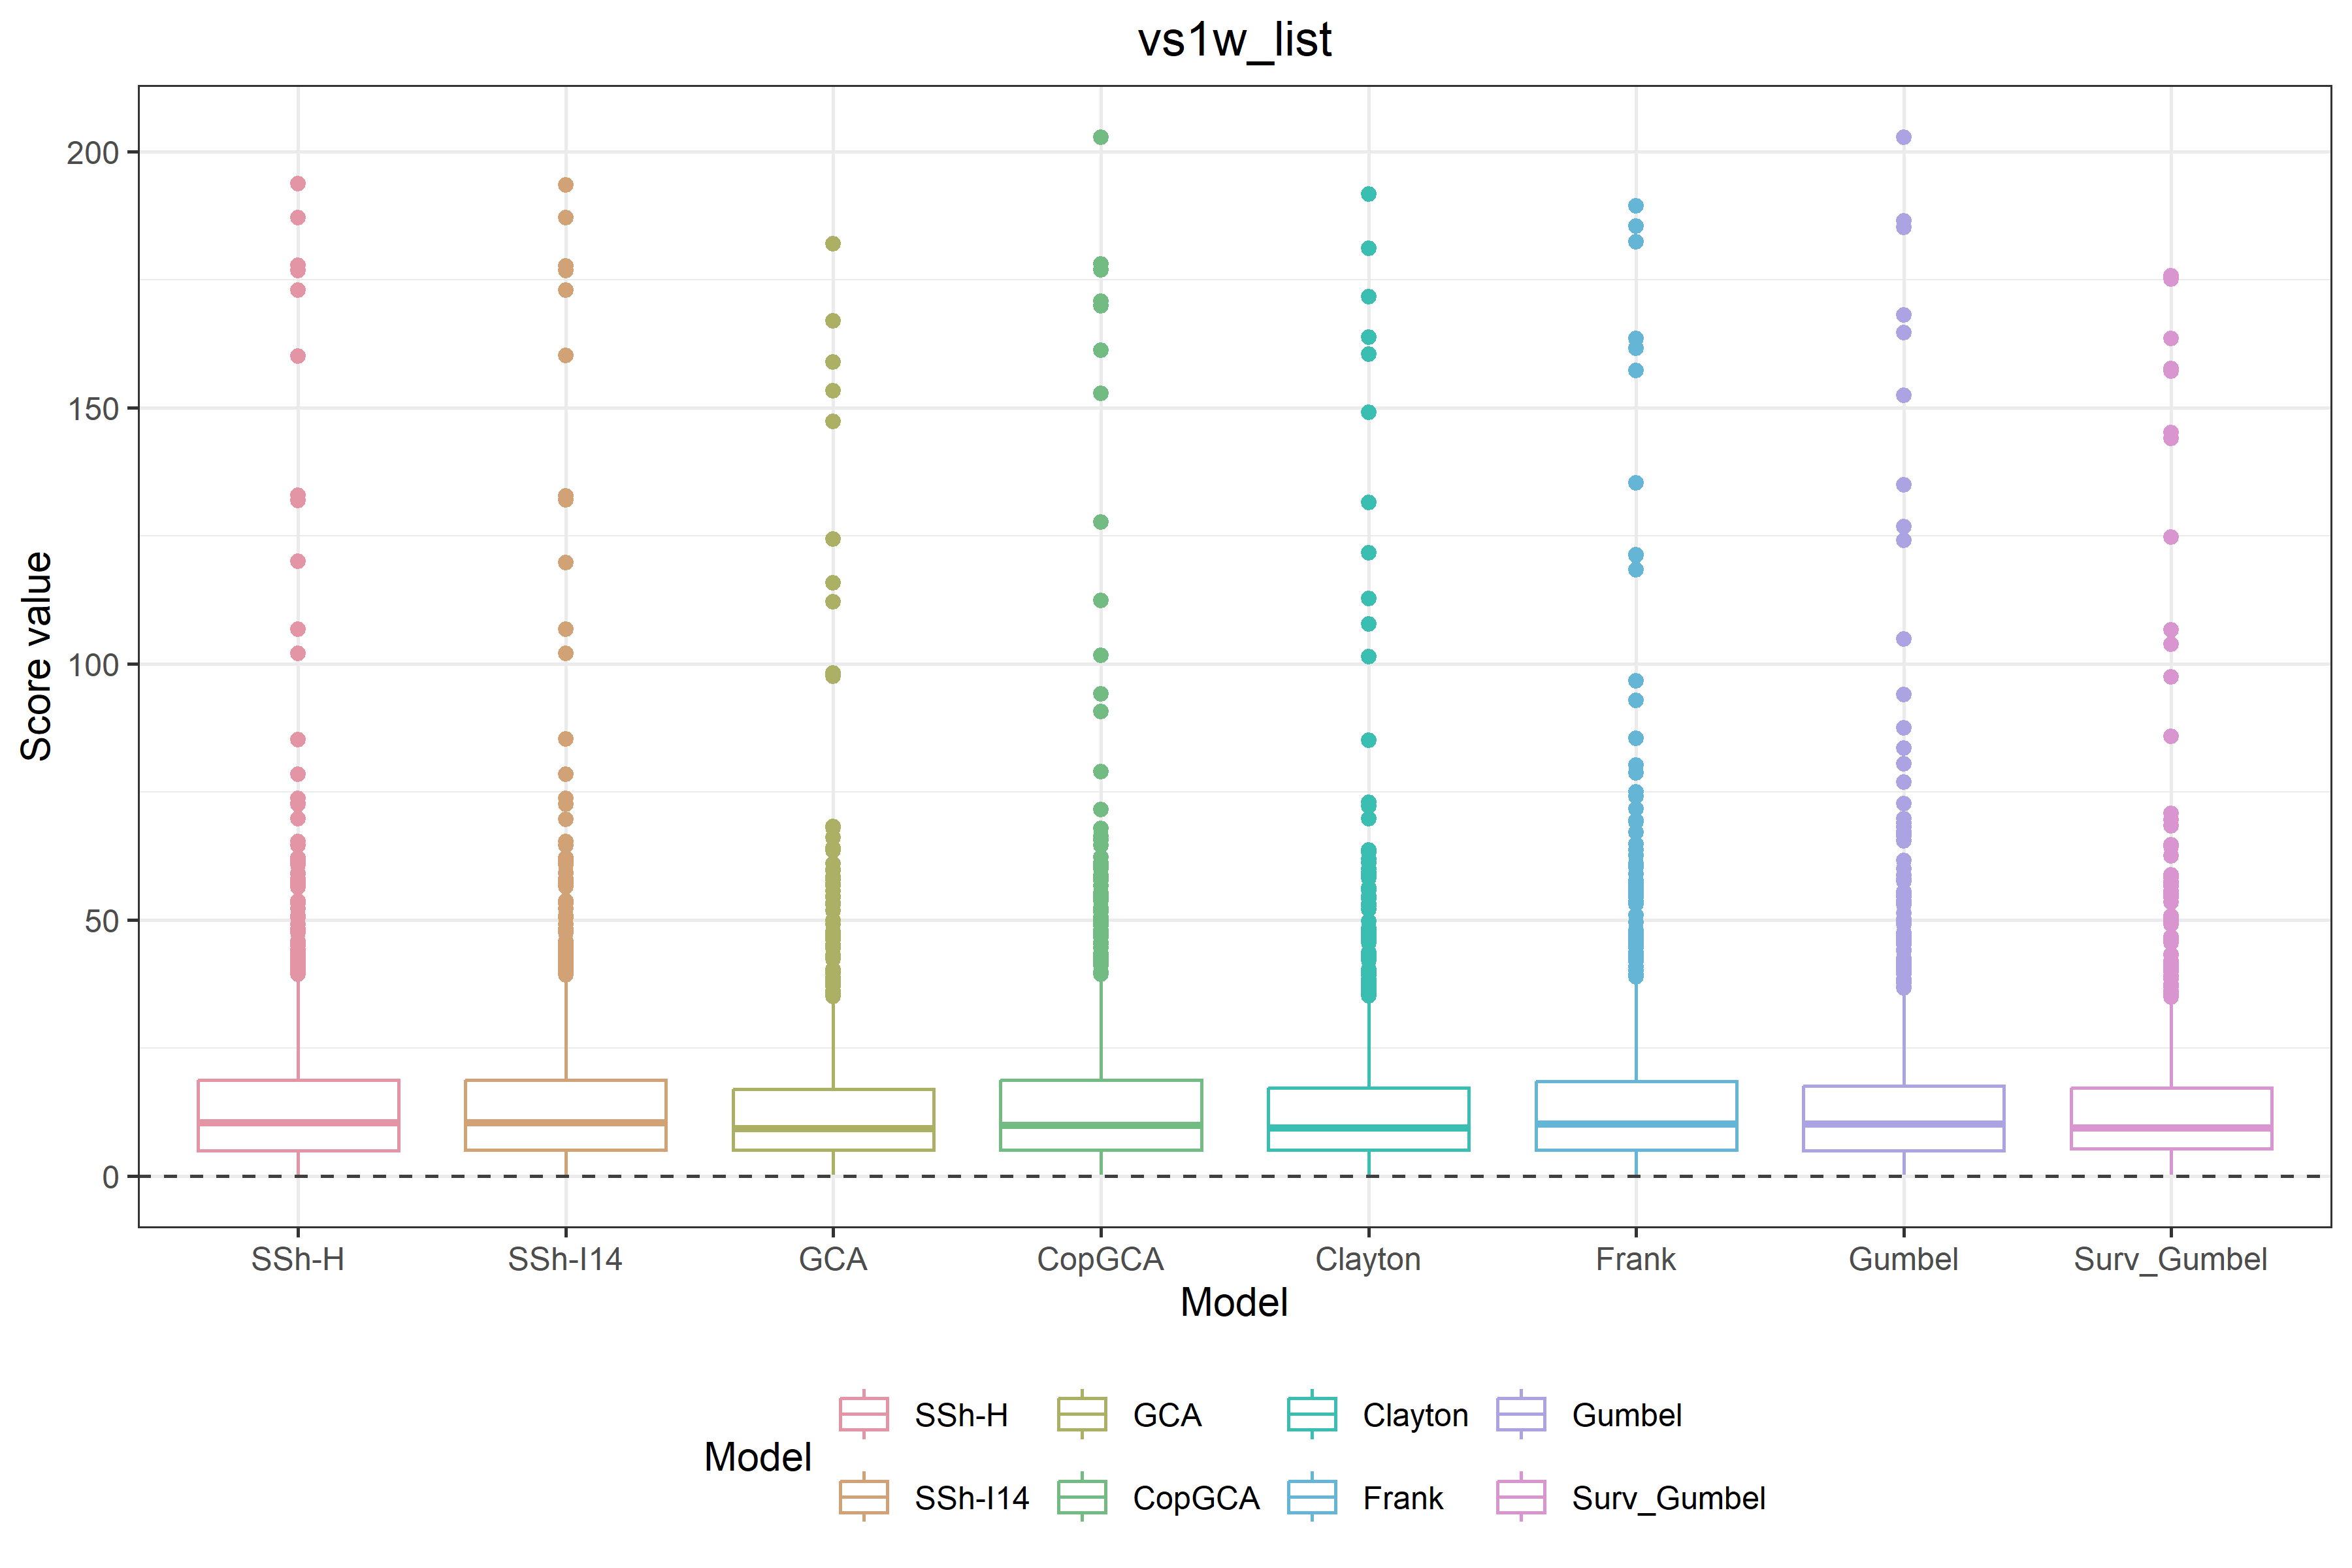 vs1w_list
Score value
200
150
100
50
0
SSh-H SSh-I14 GCA CopGCA Clayton Frank Gumbel Surv_Gumbel
Model
Model
SSh-H GCA Clayton Gumbel
SSh-I14 CopGCA Frank Surv_Gumbel